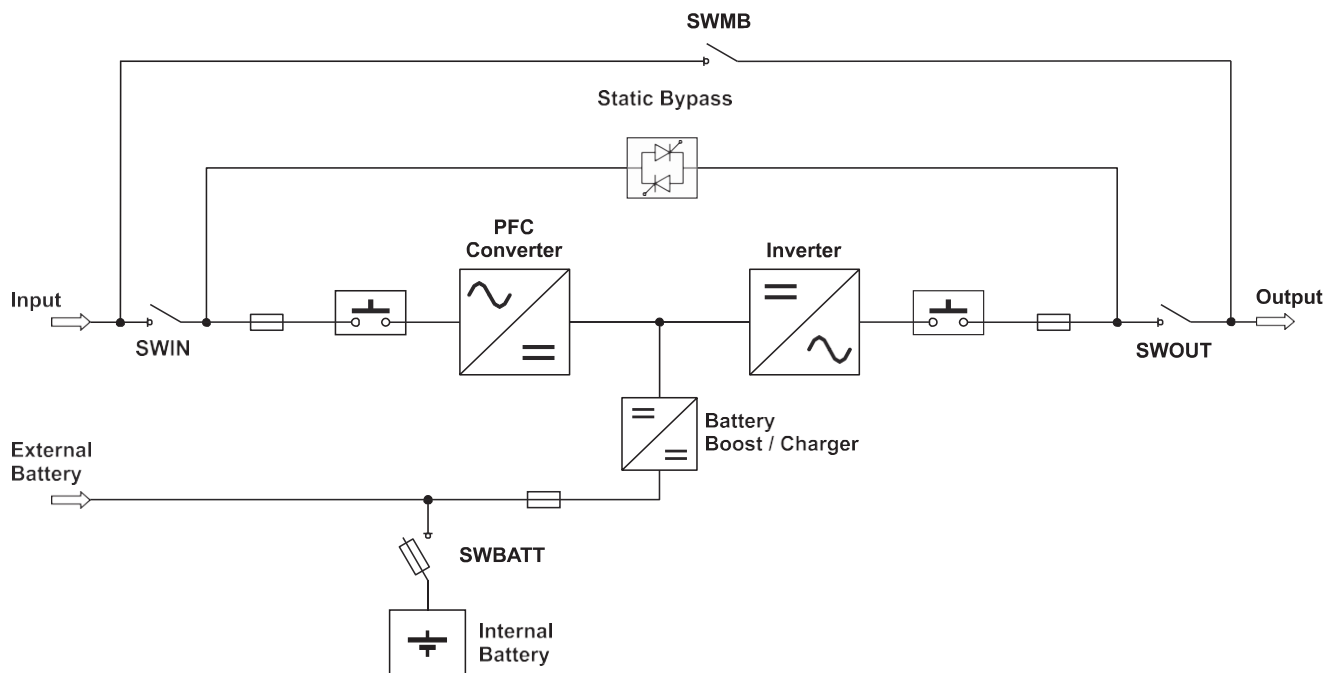 SWMB
Static Bypass
PFC
Converter
Inverter
Input
Output
SWIN
SWOUT
Battery
Boost / Charger
External
Battery
SWBATT
Internal
Battery